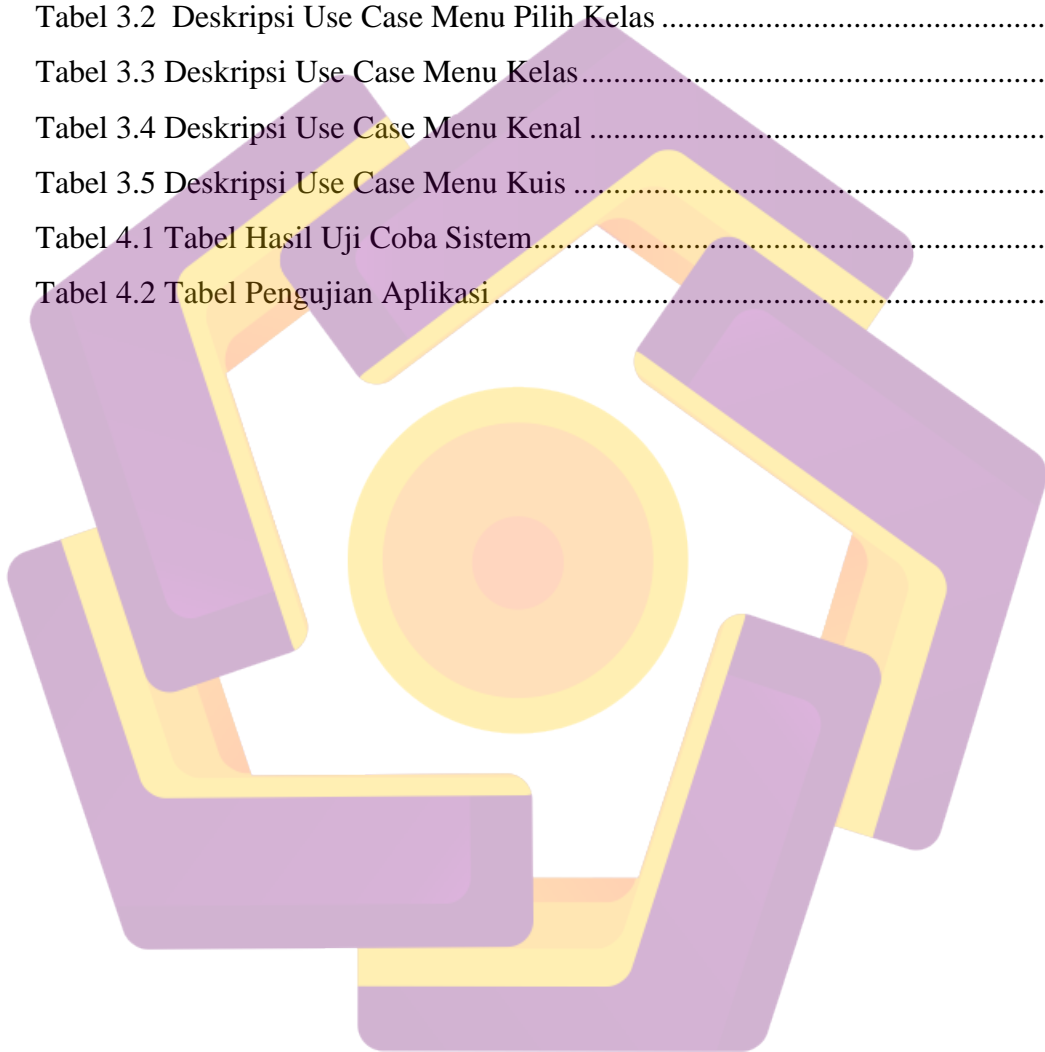 Tabel 3.2  Deskripsi Use Case Menu Pilih Kelas ................................................
Tabel 3.3 Deskripsi Use Case Menu Kelas..........................................................
Tabel 3.4 Deskripsi Use Case Menu Kenal .........................................................
Tabel 3.5 Deskripsi Use Case Menu Kuis ...........................................................
Tabel 4.1 Tabel Hasil Uji Coba Sistem................................................................
Tabel 4.2 Tabel Pengujian Aplikasi .....................................................................